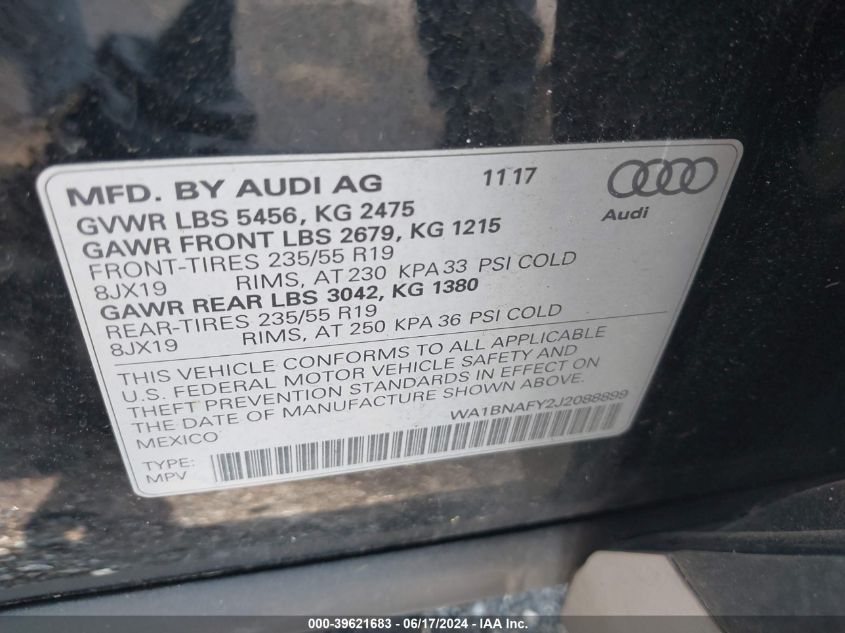 MFD. BY AUDI AG 11 17
Audi
GVWR LBS 5456, KG 2475
GAWR FRONT LBS 2679, KG 1215
FRONT-TIRES 235/55 R19
8JX19 RIMS, AT 230 KPA 33 PSI COLD
GAWR REAR LBS 3042, KG 1380
REAR-TIRES 235/55 R19
8JX19 RIMS, AT 250 KPA 36 PSI COLD
THIS VEHICLE CONFORMS TO ALL APPLICABLE
U.S. FEDERAL MOTOR VEHICLE SAFETY AND
THEFT PREVENTION STANDARDS IN EFFECT ON
THE DATE OF MANUFACTURE SHOWN ABOVE.
MEXICO WA1BNAFY2J2088899
TYPE:
MPV
000-39621683 / 06/17/2024 - © IAA Inc.